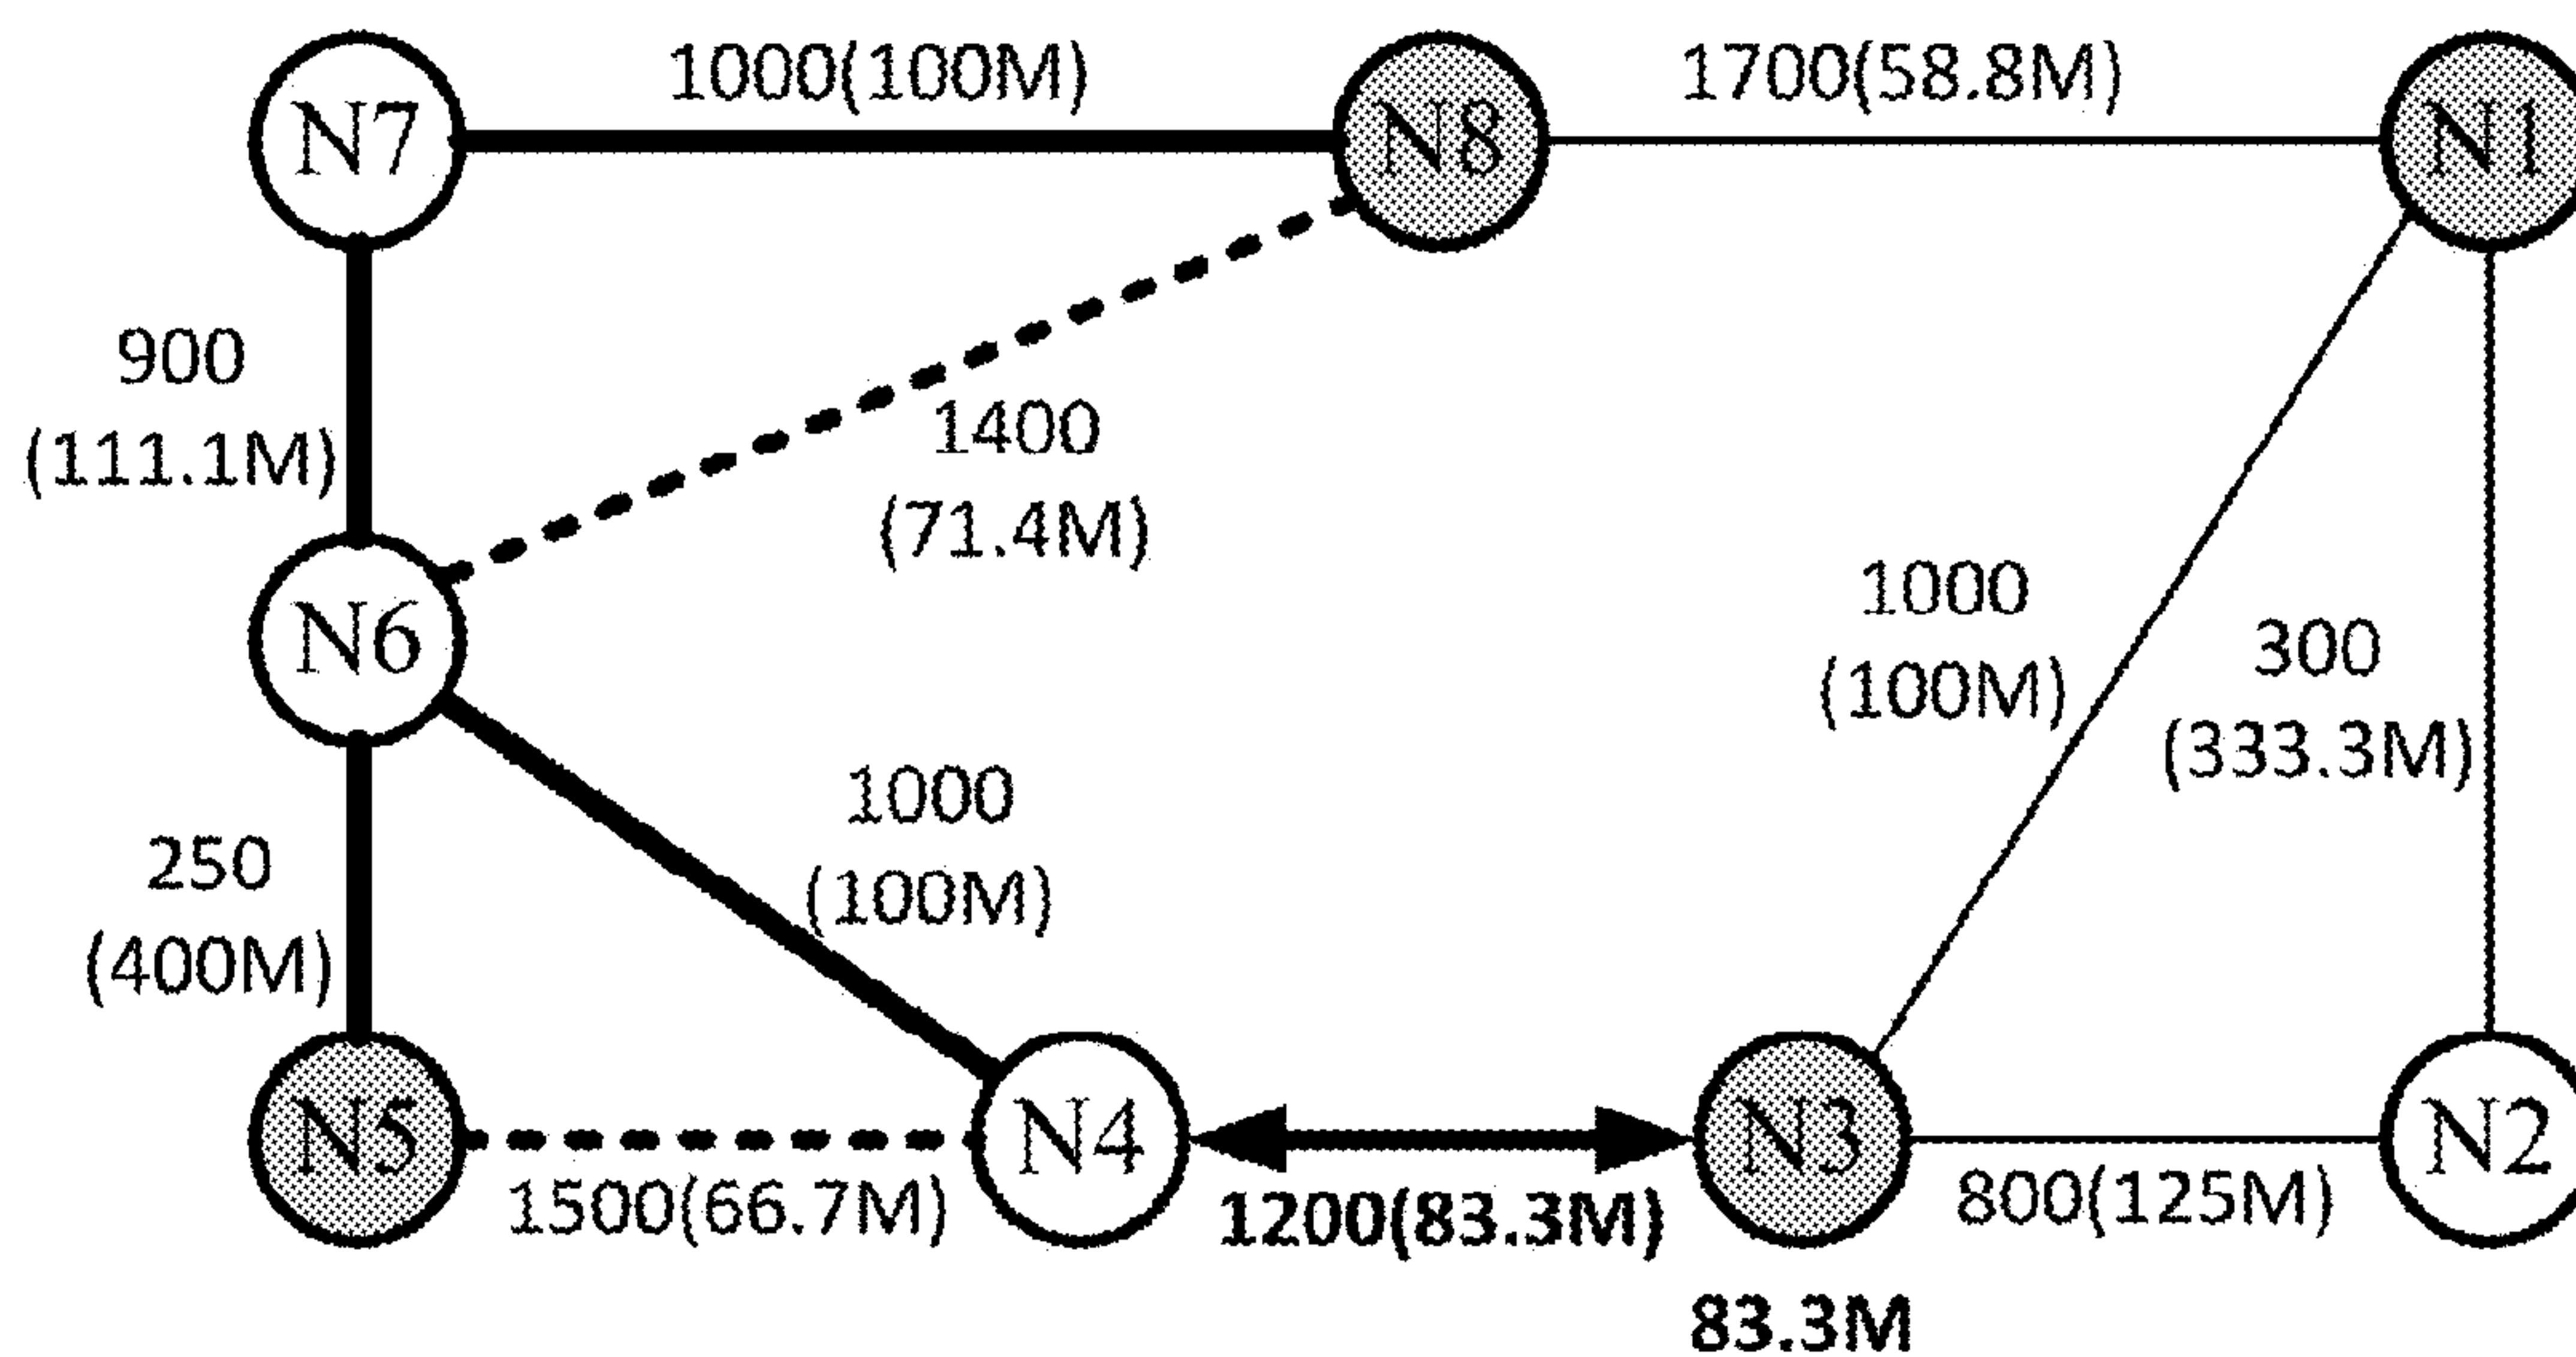 N7
1000(100M)
N8
1700(58.8M)
N1
900
(111.1M)
1400
(71.4M)
N6
1000
(100M)
300
(333.3M)
250
(400M)
1000
(100M)
N5
1500(66.7M)
N4
1200(83.3M)
N3
800(125M)
N2
83.3M